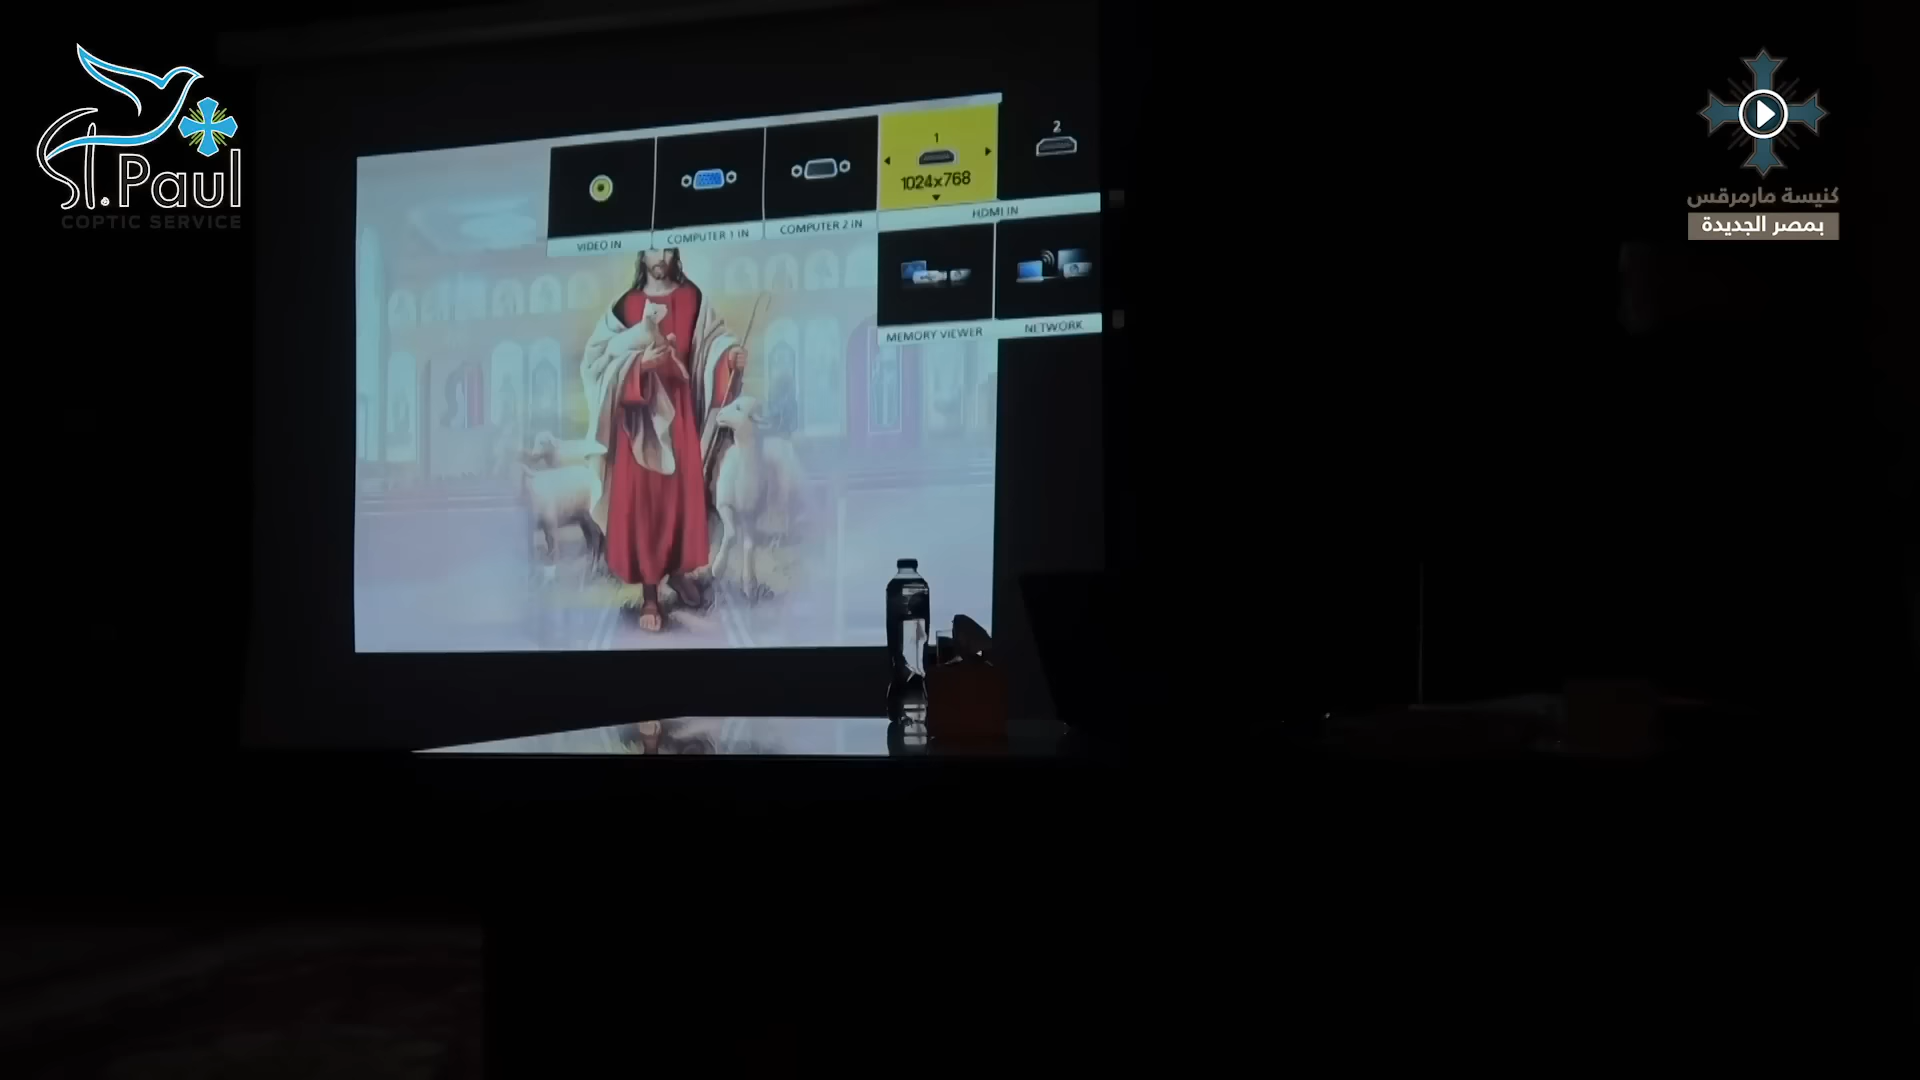 St. Paul
COPTIC SERVICE
1
2
1024x768
HDMI IN
VIDEO IN
COMPUTER 1 IN
COMPUTER 2 IN
MEMORY VIEWER
NETWORK
كنيسة مارمرقس
بمصر الجديدة